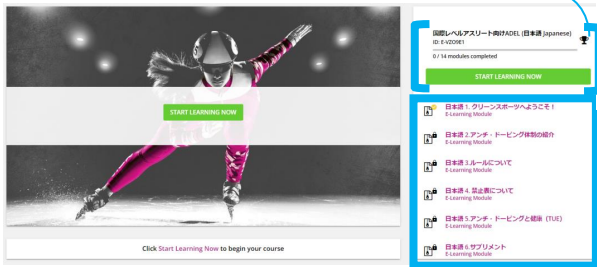 START LEARNING NOW
Click Start Learning Now to begin your course
国際レベルアスリート向けADEL (日本語 Japanese)
ID: E-VZO9E1
0 / 14 modules completed
START LEARNING NOW
日本語 1. グリーンスポーツへようこそ！
E-Learning Module
日本語 2.アンチ・ドーピング体制の紹介
E-Learning Module
日本語 3.ルールについて
E-Learning Module
日本語 4. 禁止表について
E-Learning Module
日本語 5.アンチ・ドーピングと健康（TUE）
E-Learning Module
日本語 6.サプリメント
E-Learning Module